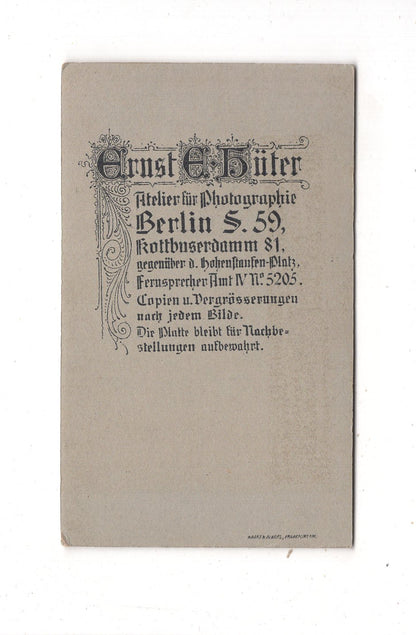 Ernst E. Hüter
Atelier für Photographie
Berlin S. 59,
Kottbuserdamm 81,
gegenüber d. Hohenstaufen-Platz,
Fernsprecher Amt IV No. 5205.
Copien u. Vergrösserungen
nach jedem Bilde.
Die Platte bleibt für Nachbe-
stellungen aufbewahrt.